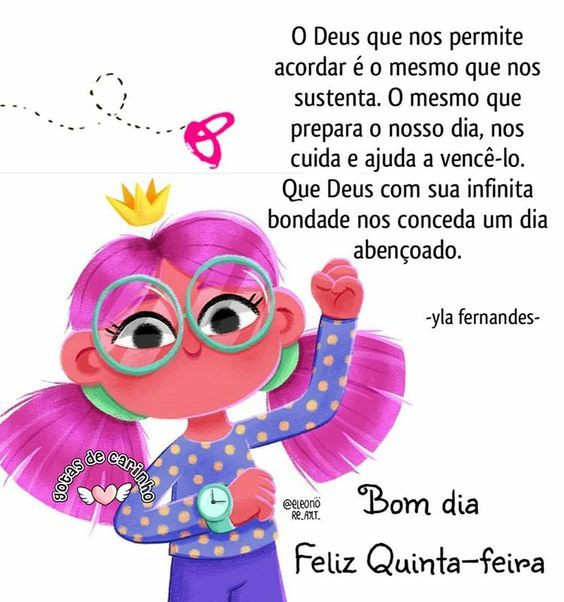 O Deus que nos permite
acordar é o mesmo que nos
sustenta. O mesmo que
prepara o nosso dia, nos
cuida e ajuda a vencê-lo.
Que Deus com sua infinita
bondade nos conceda um dia
abençoado.
-yla fernandes-
gotas de carinho
@eleono
RE_ART_
Bom dia
Feliz Quinta-feira